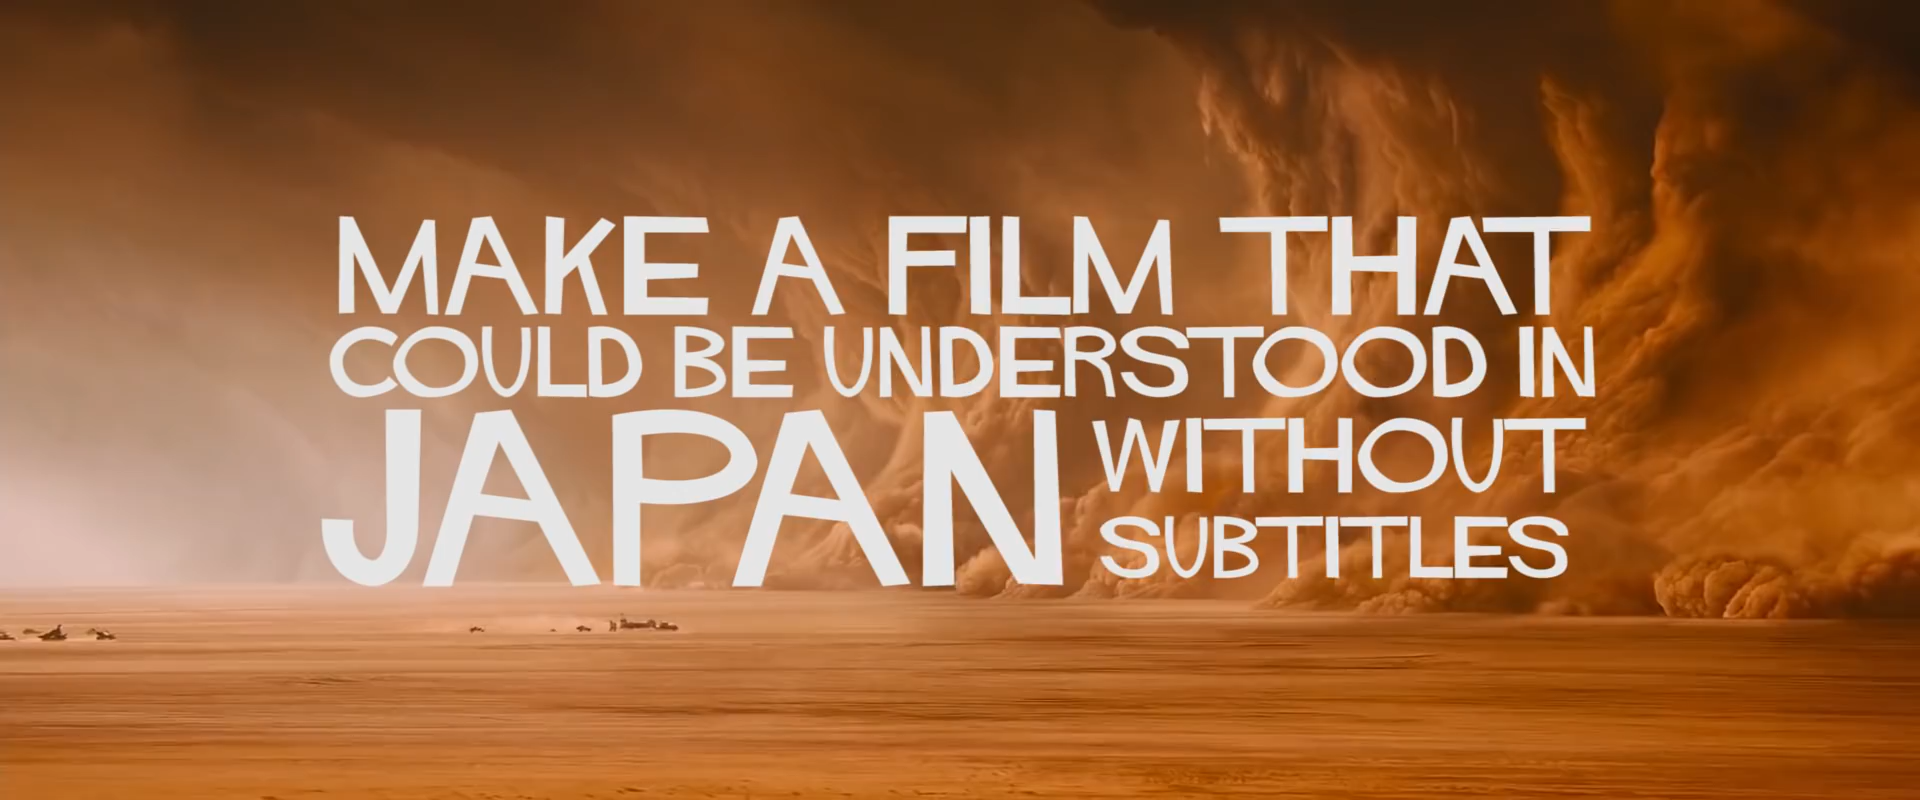 MAKE A FILM THAT
COULD BE UNDERSTOOD IN
JAPAN WITHOUT
SUBTITLES